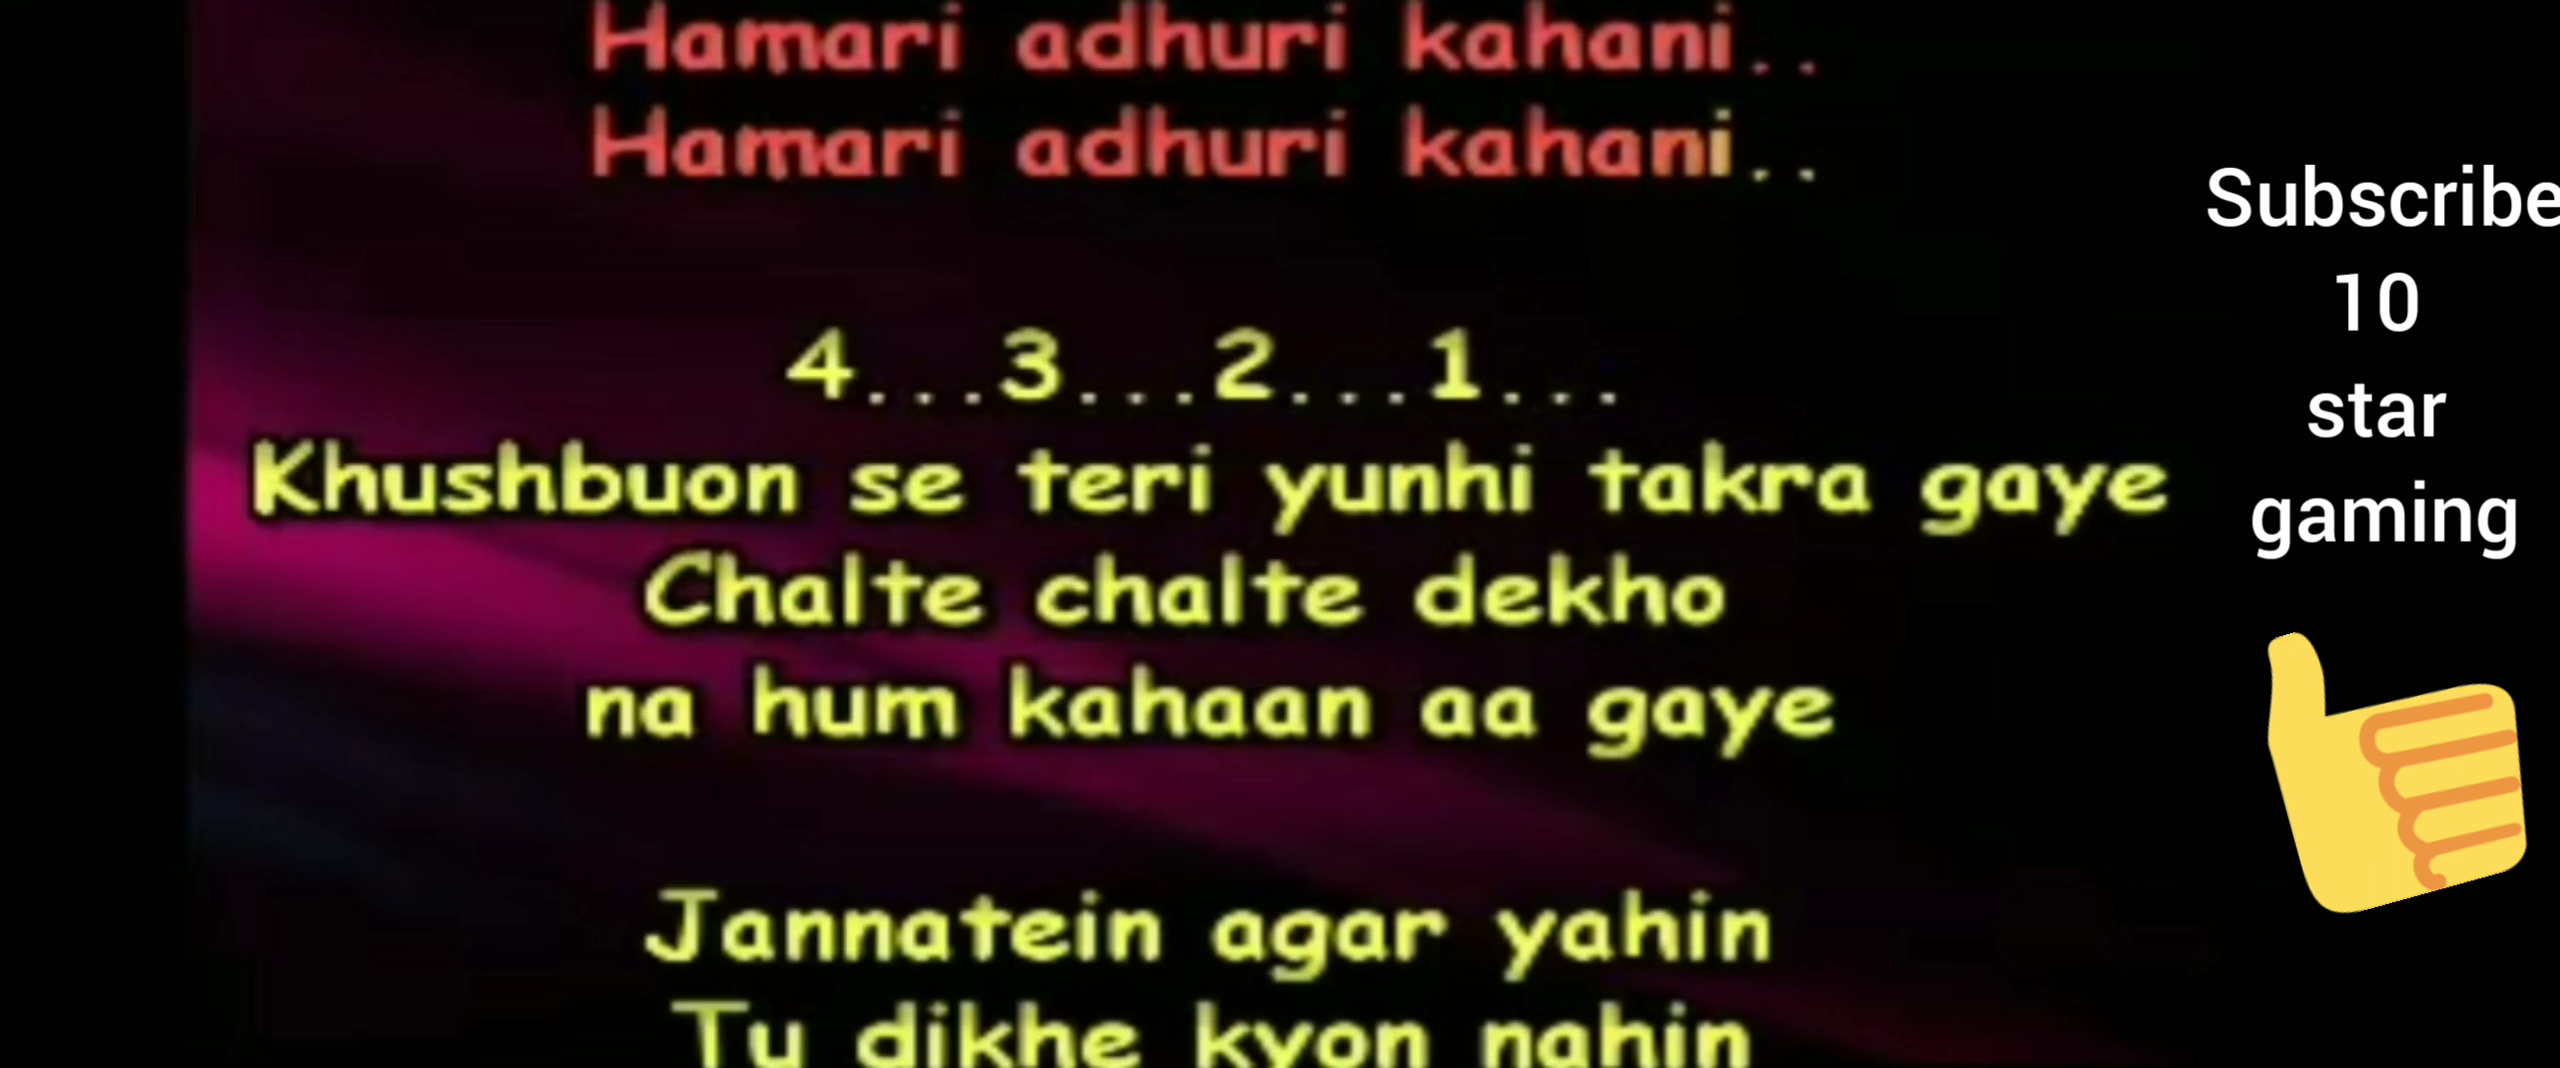 Hamari adhuri kahani..
Hamari adhuri kahani..
4...3...2...1...
Khushbuon se teri yunhi takra gaye
Chalte chalte dekho
na hum kahaan aa gaye
Jannatein agar yahin
Tu dikhe kyon nahin
Subscribe
10
star
gaming